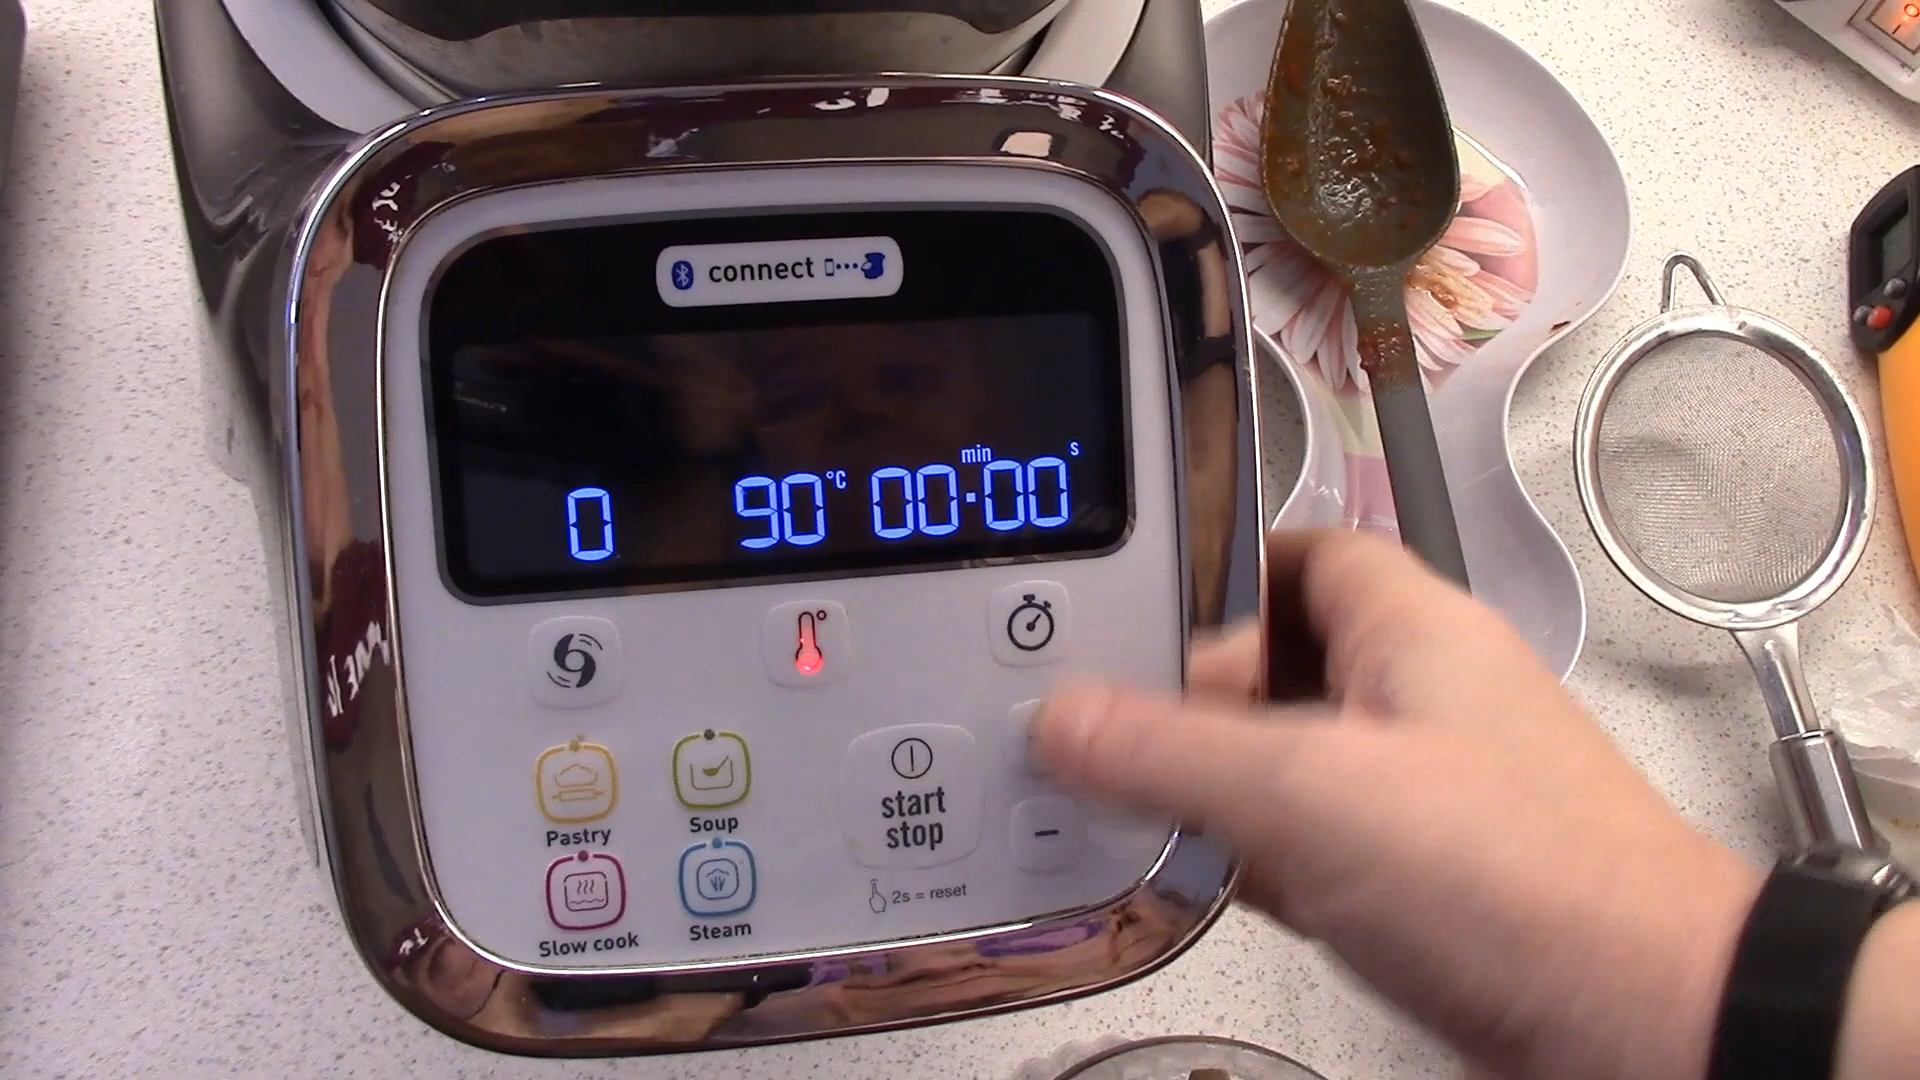 connect
min s
0 90°C 00·00
Pastry
Soup
start
stop
−
2s = reset
Slow cook
Steam